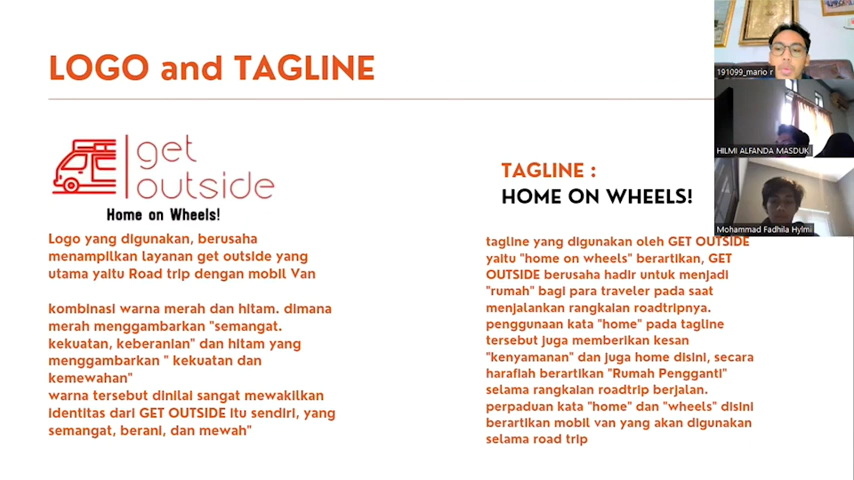 LOGO and TAGLINE
get
outside
Home on Wheels!
Logo yang digunakan, berusaha
menampilkan layanan get outside yang
utama yaitu Road trip dengan mobil Van
kombinasi warna merah dan hitam. dimana
merah menggambarkan "semangat.
kekuatan, keberanian" dan hitam yang
menggambarkan " kekuatan dan
kemewahan"
warna tersebut dinilai sangat mewakilkan
identitas dari GET OUTSIDE itu sendiri, yang
semangat, berani, dan mewah"
TAGLINE :
HOME ON WHEELS!
tagline yang digunakan oleh GET OUTSIDE
yaitu "home on wheels" berartikan, GET
OUTSIDE berusaha hadir untuk menjadi
"rumah" bagi para traveler pada saat
menjalankan rangkaian roadtripnya.
penggunaan kata "home" pada tagline
tersebut juga memberikan kesan
"kenyamanan" dan juga home disini, secara
harafiah berartikan "Rumah Pengganti"
selama rangkaian roadtrip berjalan.
perpaduan kata "home" dan "wheels" disini
berartikan mobil van yang akan digunakan
selama road trip
191099_mario r
HILMI ALFANDA MASDUKI
Mohammad Fadhila Hylmi